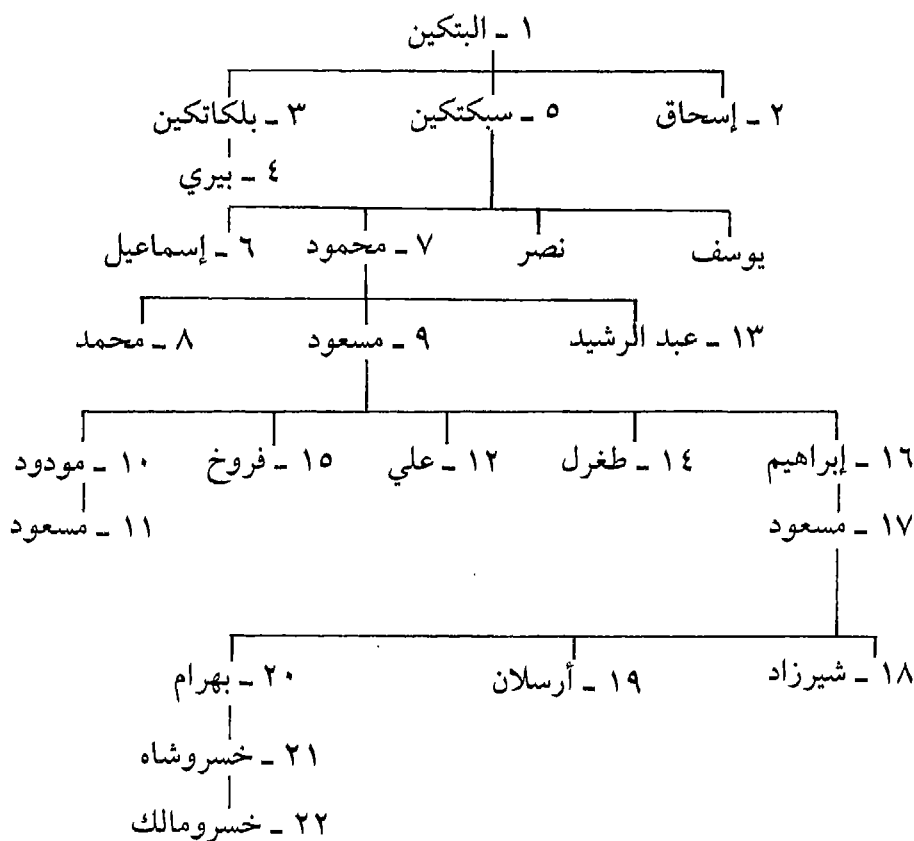 ١ ـ البتكين
٢ ـ إسحاق ٥ ـ سبكتكين ٣ ـ بلكاتكين
٤ ـ بيري
يوسف نصر ٧ ـ محمود ٦ ـ إسماعيل
١٣ ـ عبد الرشيد ٩ ـ مسعود ٨ ـ محمد
١٦ ـ إبراهيم ١٤ ـ طغرل ١٢ ـ علي ١٥ ـ فروخ ١٠ ـ مودود
١٧ ـ مسعود ١١ ـ مسعود
١٨ ـ شيرزاد ١٩ ـ أرسلان ٢٠ ـ بهرام
٢١ ـ خسروشاه
٢٢ ـ خسرومالك